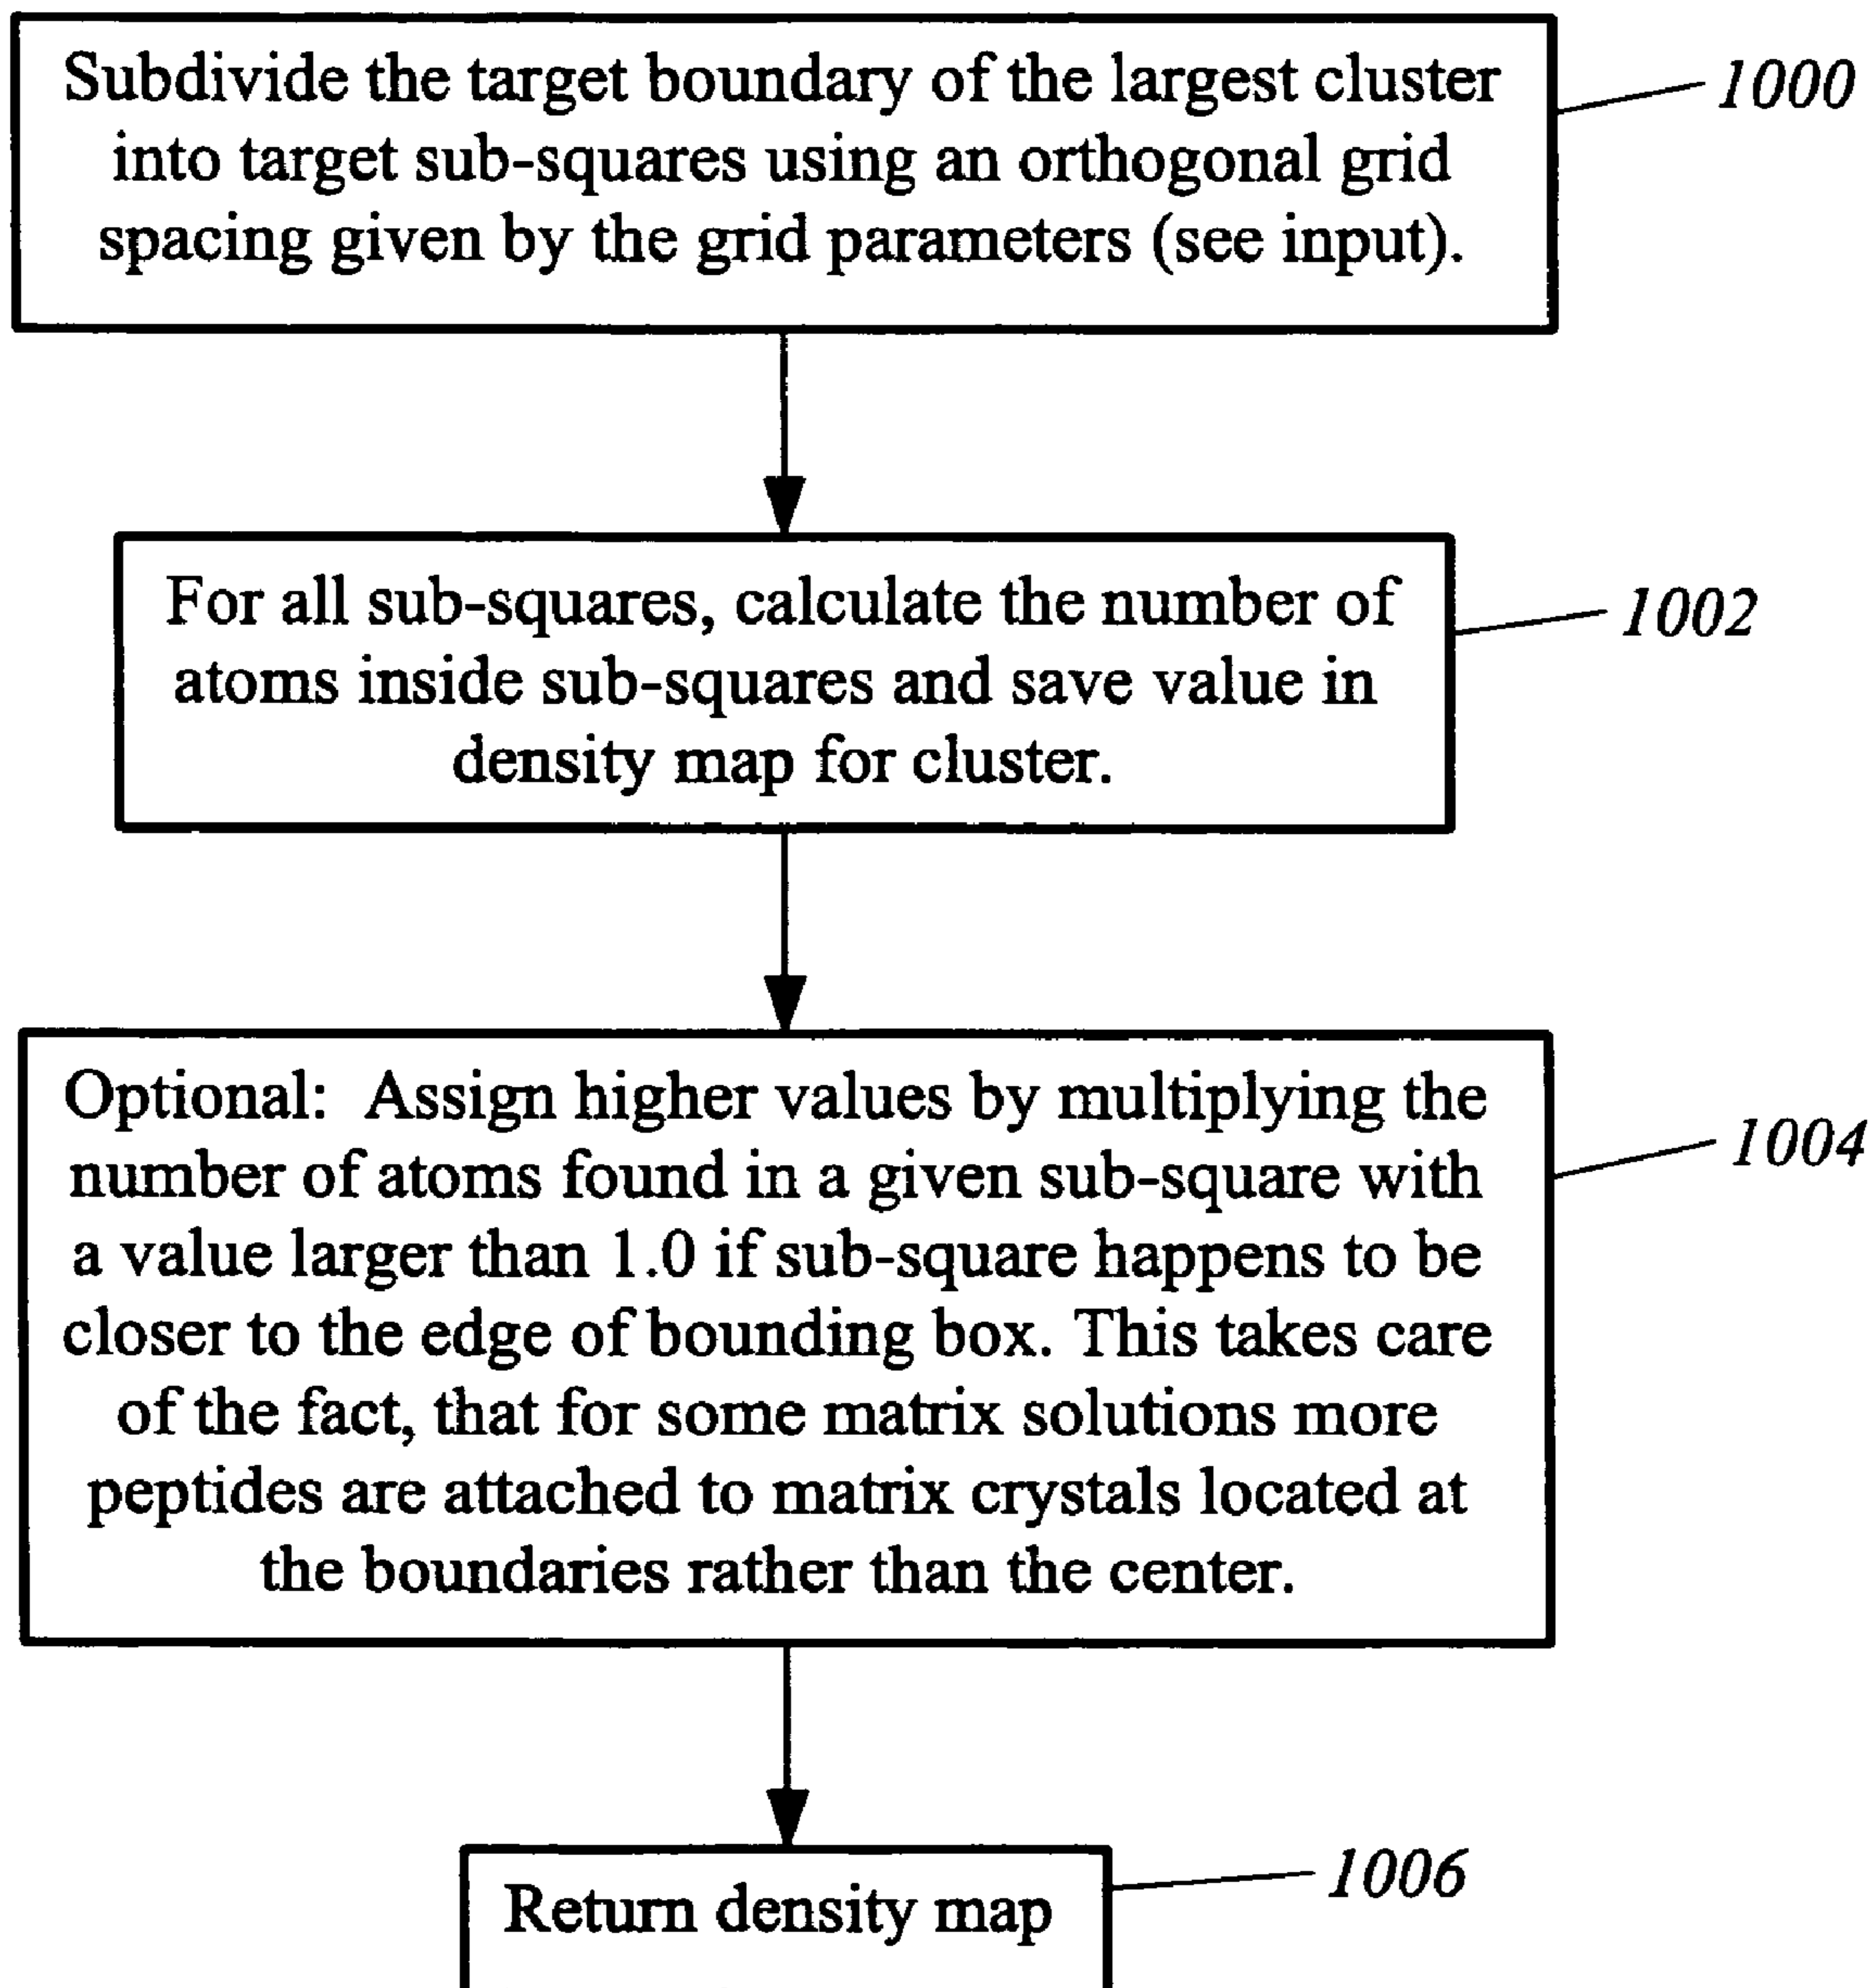 Subdivide the target boundary of the largest cluster
into target sub-squares using an orthogonal grid
spacing given by the grid parameters (see input).
1000
For all sub-squares, calculate the number of
atoms inside sub-squares and save value in
density map for cluster.
1002
Optional: Assign higher values by multiplying the
number of atoms found in a given sub-square with
a value larger than 1.0 if sub-square happens to be
closer to the edge of bounding box. This takes care
of the fact, that for some matrix solutions more
peptides are attached to matrix crystals located at
the boundaries rather than the center.
1004
Return density map
1006